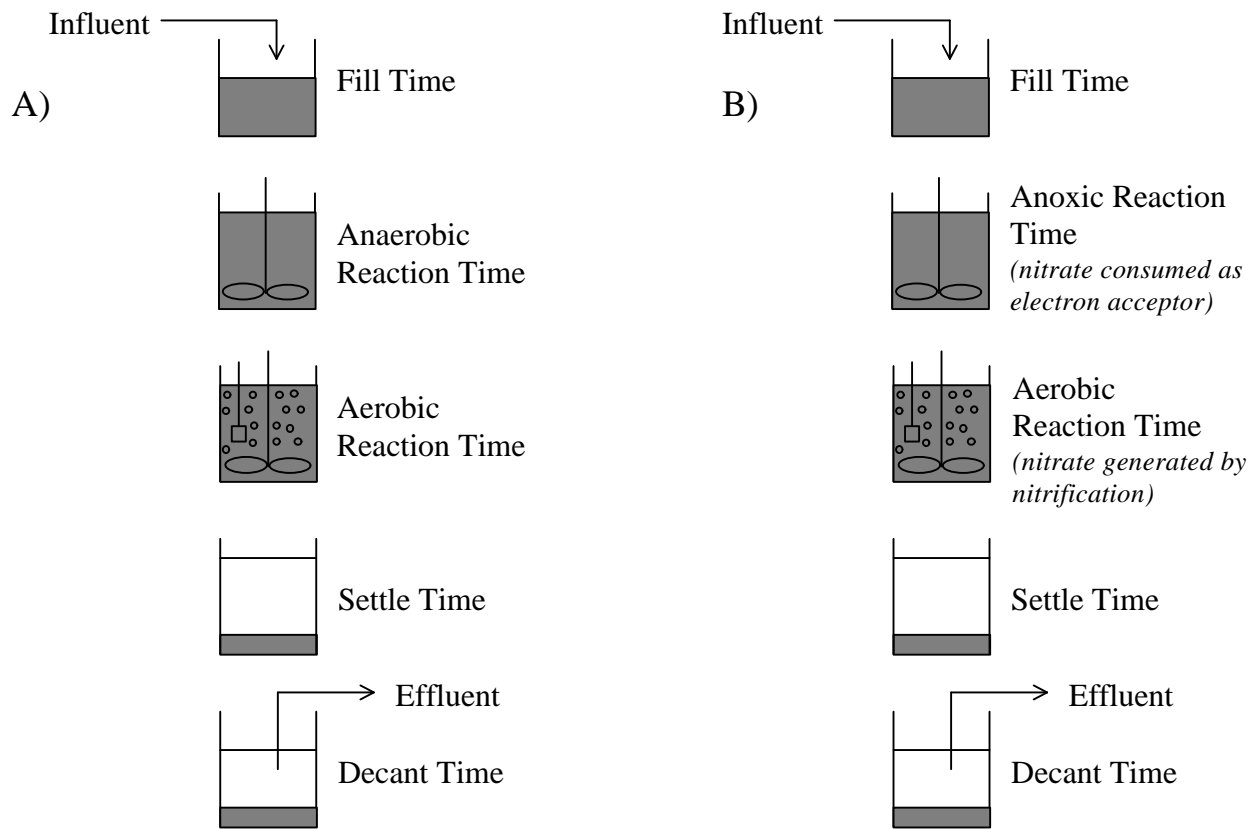 Influent
A)
Fill Time
Anaerobic
Reaction Time
Aerobic
Reaction Time
Settle Time
Effluent
Decant Time
Influent
B)
Fill Time
Anoxic Reaction
Time
(nitrate consumed as
electron acceptor)
Aerobic
Reaction Time
(nitrate generated by
nitrification)
Settle Time
Effluent
Decant Time